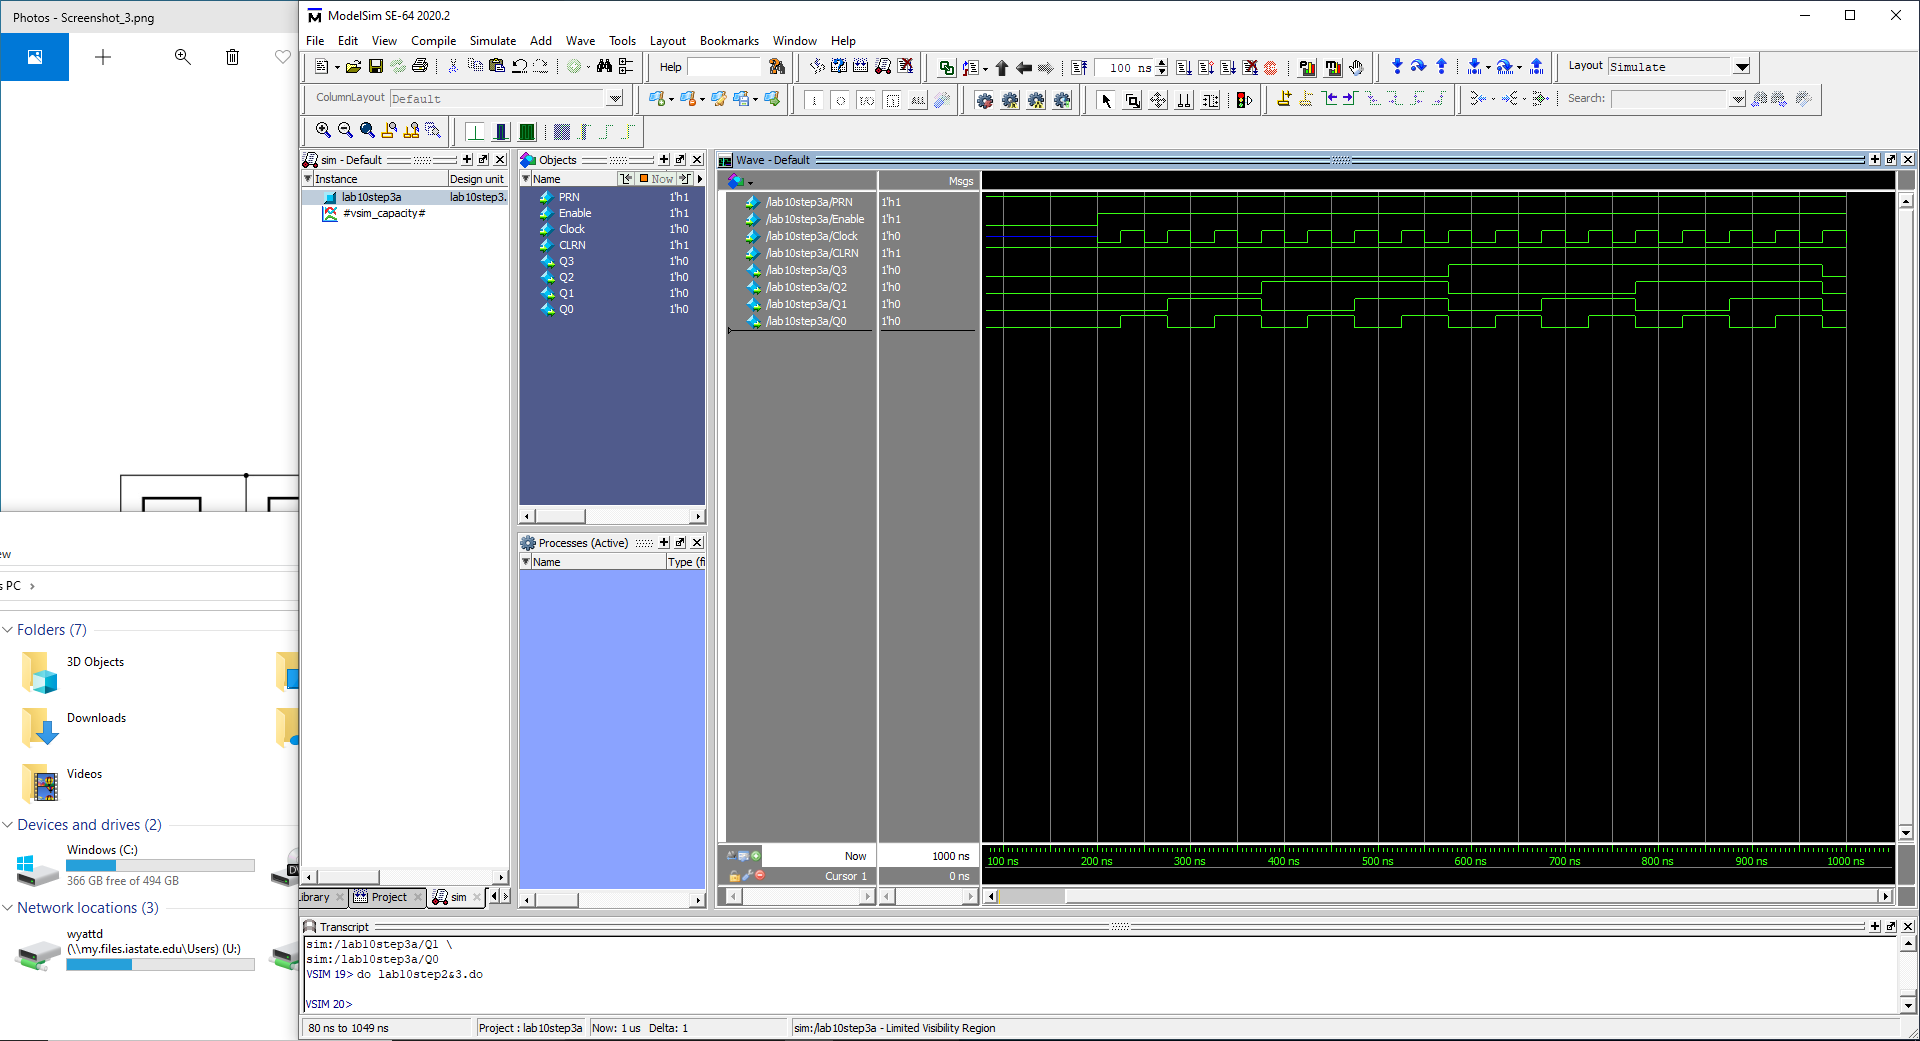 Photos - Screenshot_3.png
ModelSim SE-64 2020.2
File Edit View Compile Simulate Add Wave Tools Layout Bookmarks Window Help
Help
100 ns
Layout Simulate
ColumnLayout Default
ALL
Search:
sim - Default
Instance Design unit
lab10step3a lab10step3.
#vsim_capacity#
Objects
Name Now
PRN 1'h1
Enable 1'h1
Clock 1'h0
CLRN 1'h1
Q3 1'h0
Q2 1'h0
Q1 1'h0
Q0 1'h0
Processes (Active)
Name Type (fi
Wave - Default
Msgs
/lab10step3a/PRN 1'h1
/lab10step3a/Enable 1'h1
/lab10step3a/Clock 1'h0
/lab10step3a/CLRN 1'h1
/lab10step3a/Q3 1'h0
/lab10step3a/Q2 1'h0
/lab10step3a/Q1 1'h0
/lab10step3a/Q0 1'h0
Now 1000 ns
Cursor 1 0 ns
100 ns 200 ns 300 ns 400 ns 500 ns 600 ns 700 ns 800 ns 900 ns 1000 ns
ibrary Project sim
Transcript
sim:/lab10step3a/Q1 \
sim:/lab10step3a/Q0
VSIM 19> do lab10step2&3.do
VSIM 20>
80 ns to 1049 ns Project : lab10step3a Now: 1 us Delta: 1 sim:/lab10step3a - Limited Visibility Region
ew
s PC
Folders (7)
3D Objects
Downloads
Videos
Devices and drives (2)
Windows (C:)
366 GB free of 494 GB
Network locations (3)
wyattd
(\\my.files.iastate.edu\Users) (U:)